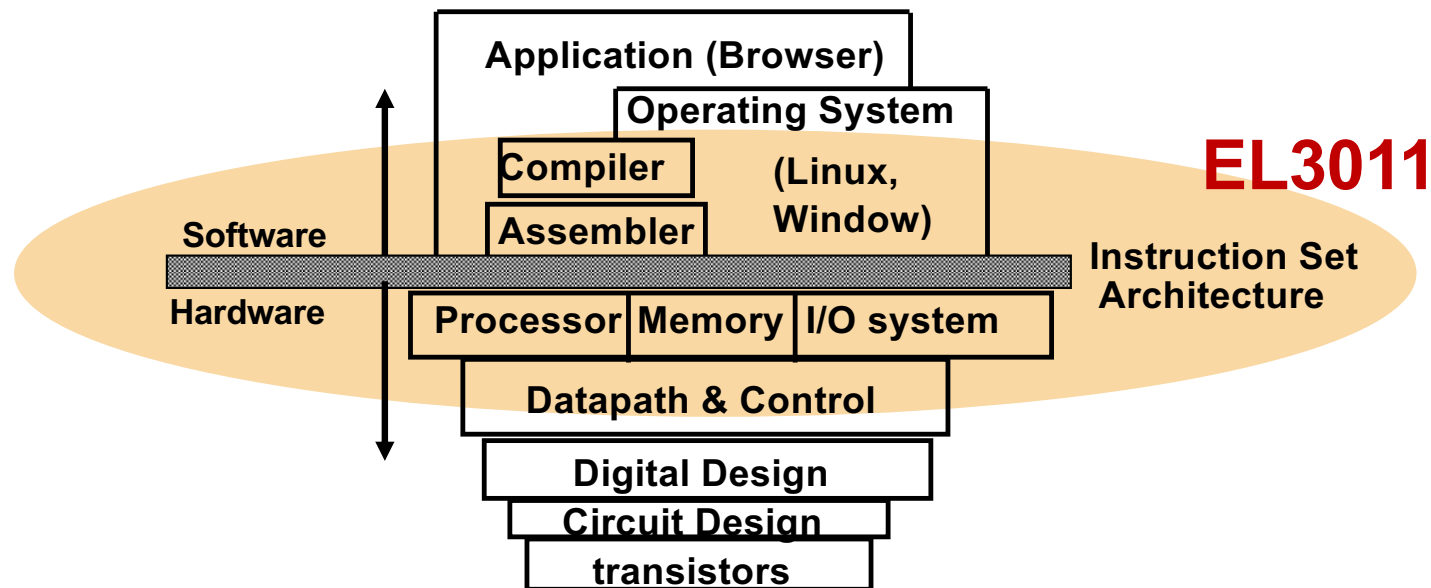 Application (Browser)
Operating System
EL3011
Compiler
(Linux,
Window)
Assembler
Software
Instruction Set
Architecture
Hardware
Processor
Memory
I/O system
Datapath & Control
Digital Design
Circuit Design
transistors